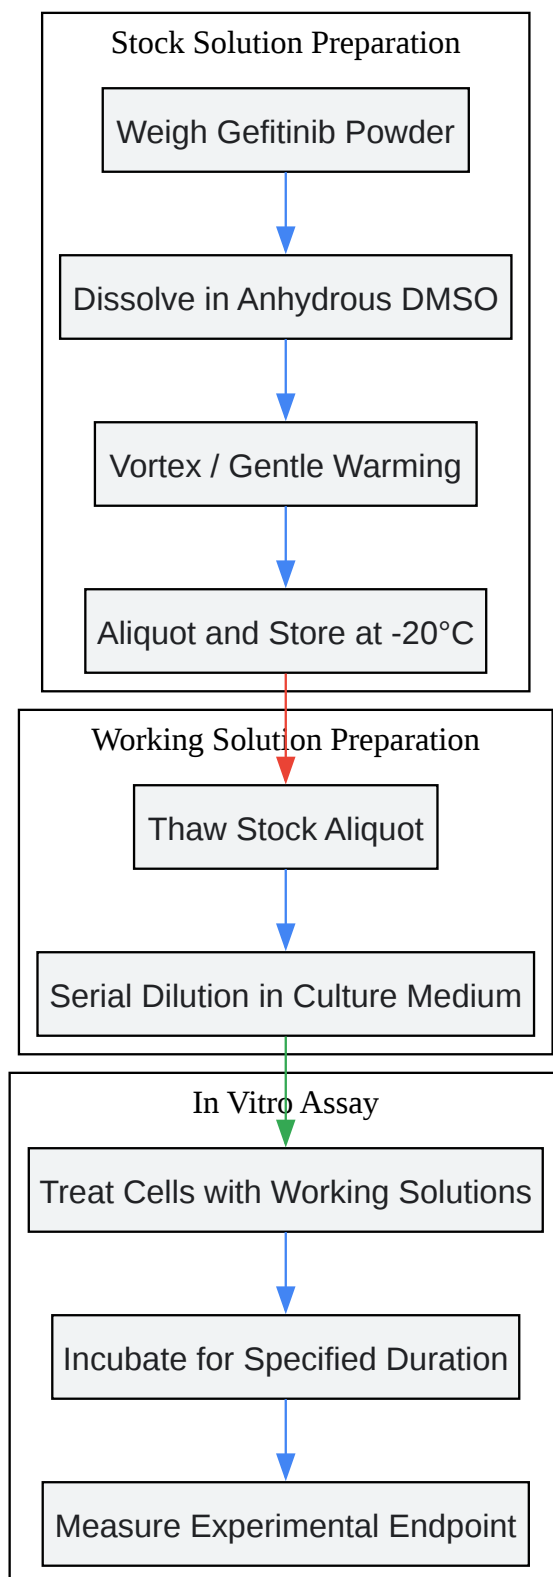 Stock Solution Preparation
Weigh Gefitinib Powder
Dissolve in Anhydrous DMSO
Vortex / Gentle Warming
Aliquot and Store at -20°C
Working Solution Preparation
Thaw Stock Aliquot
Serial Dilution in Culture Medium
In Vitro Assay
Treat Cells with Working Solutions
Incubate for Specified Duration
Measure Experimental Endpoint